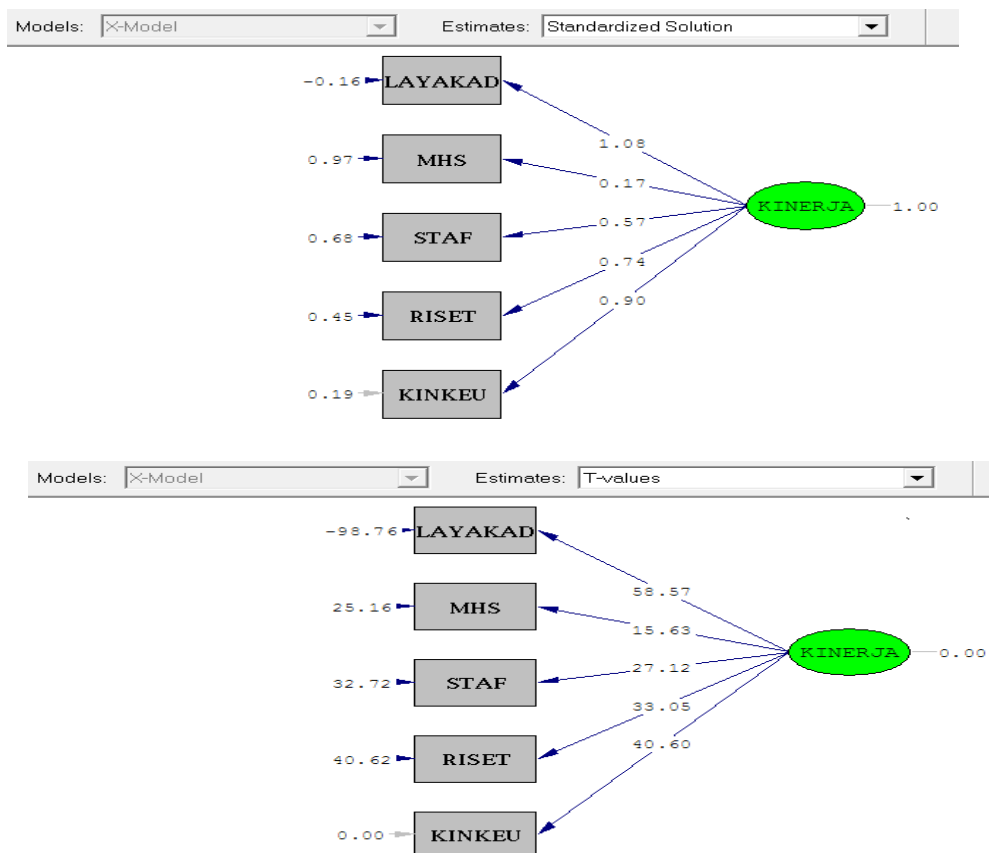 Models: X-Model Estimates: Standardized Solution
-0.16 LAYAKAD
1.08
0.97 MHS
0.17
KINERJA 1.00
0.68 STAF
0.57
0.74
0.45 RISET
0.90
0.19 KINKEU
Models: X-Model Estimates: T-values
-98.76 LAYAKAD
58.57
25.16 MHS
15.63
KINERJA 0.00
32.72 STAF
27.12
33.05
40.62 RISET
40.60
0.00 KINKEU